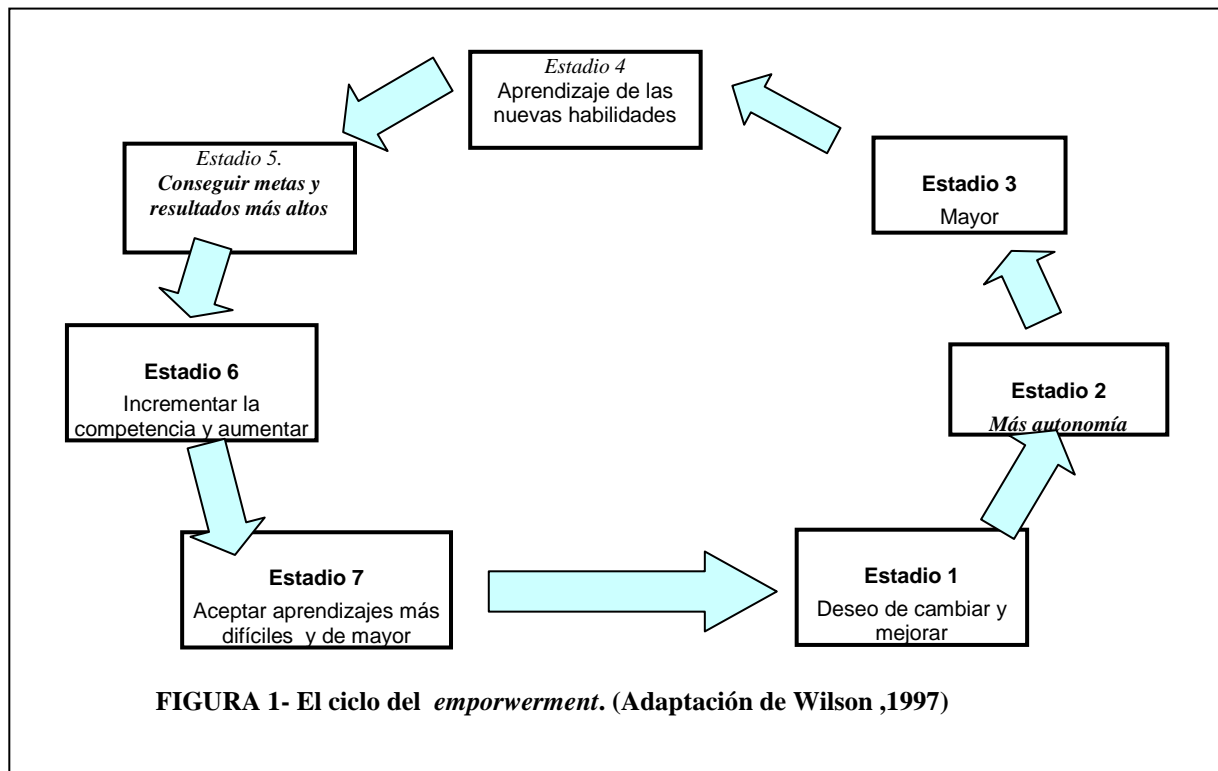 Estadio 4
Aprendizaje de las
nuevas habilidades
Estadio 5.
Conseguir metas y
resultados más altos
Estadio 3
Mayor
Estadio 6
Incrementar la
competencia y aumentar
Estadio 2
Más autonomía
Estadio 7
Aceptar aprendizajes más
difíciles y de mayor
Estadio 1
Deseo de cambiar y
mejorar
FIGURA 1- El ciclo del emporwerment. (Adaptación de Wilson ,1997)